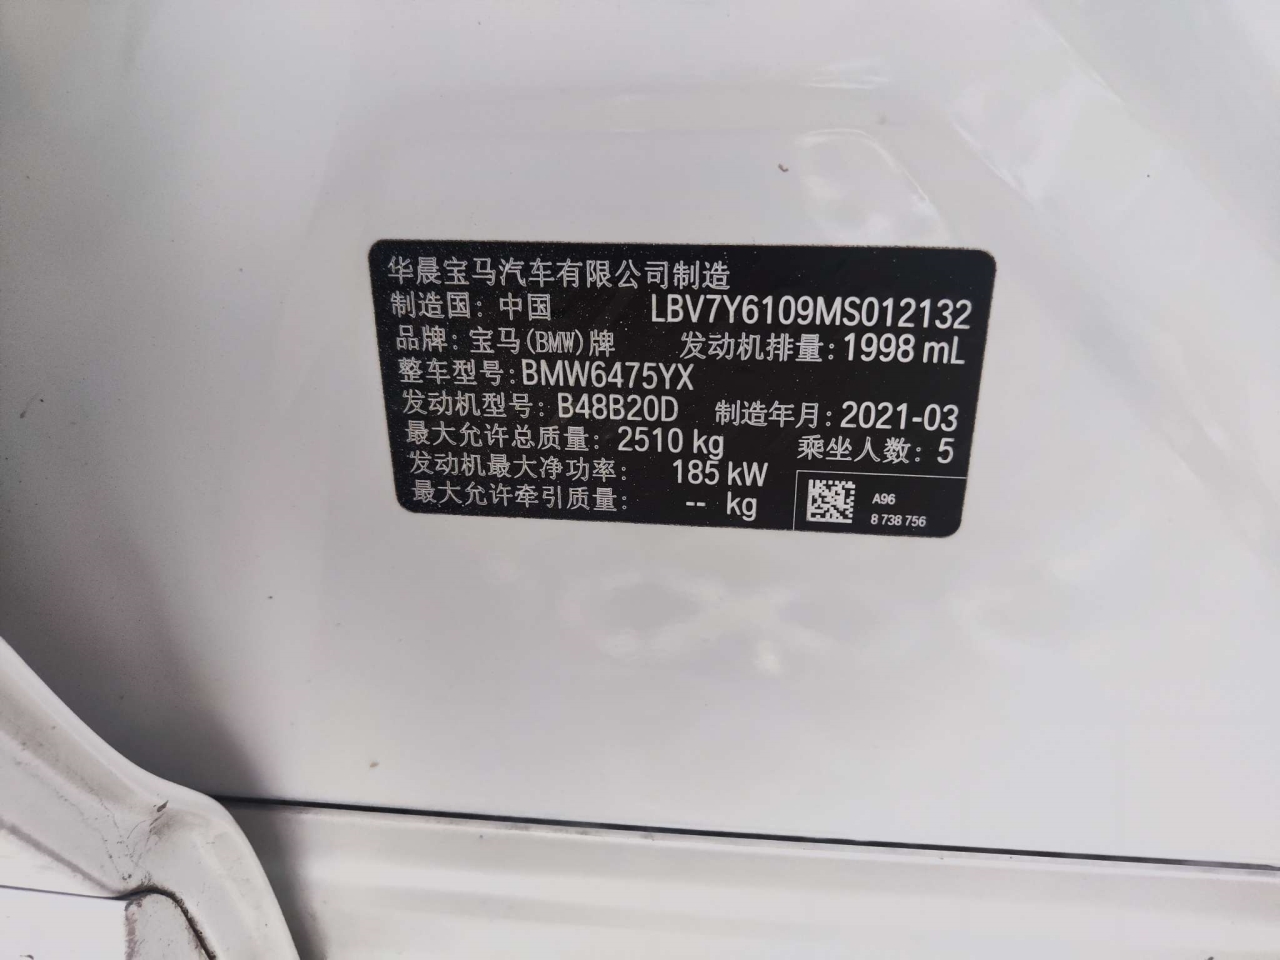 华晨宝马汽车有限公司制造
制造国: 中国 LBV7Y6109MS012132
品牌: 宝马(BMW)牌 发动机排量: 1998 mL
整车型号: BMW6475YX
发动机型号: B48B20D 制造年月: 2021-03
最大允许总质量: 2510 kg 乘坐人数: 5
发动机最大净功率: 185 kW
最大允许牵引质量: -- kg
A96
8 738 756